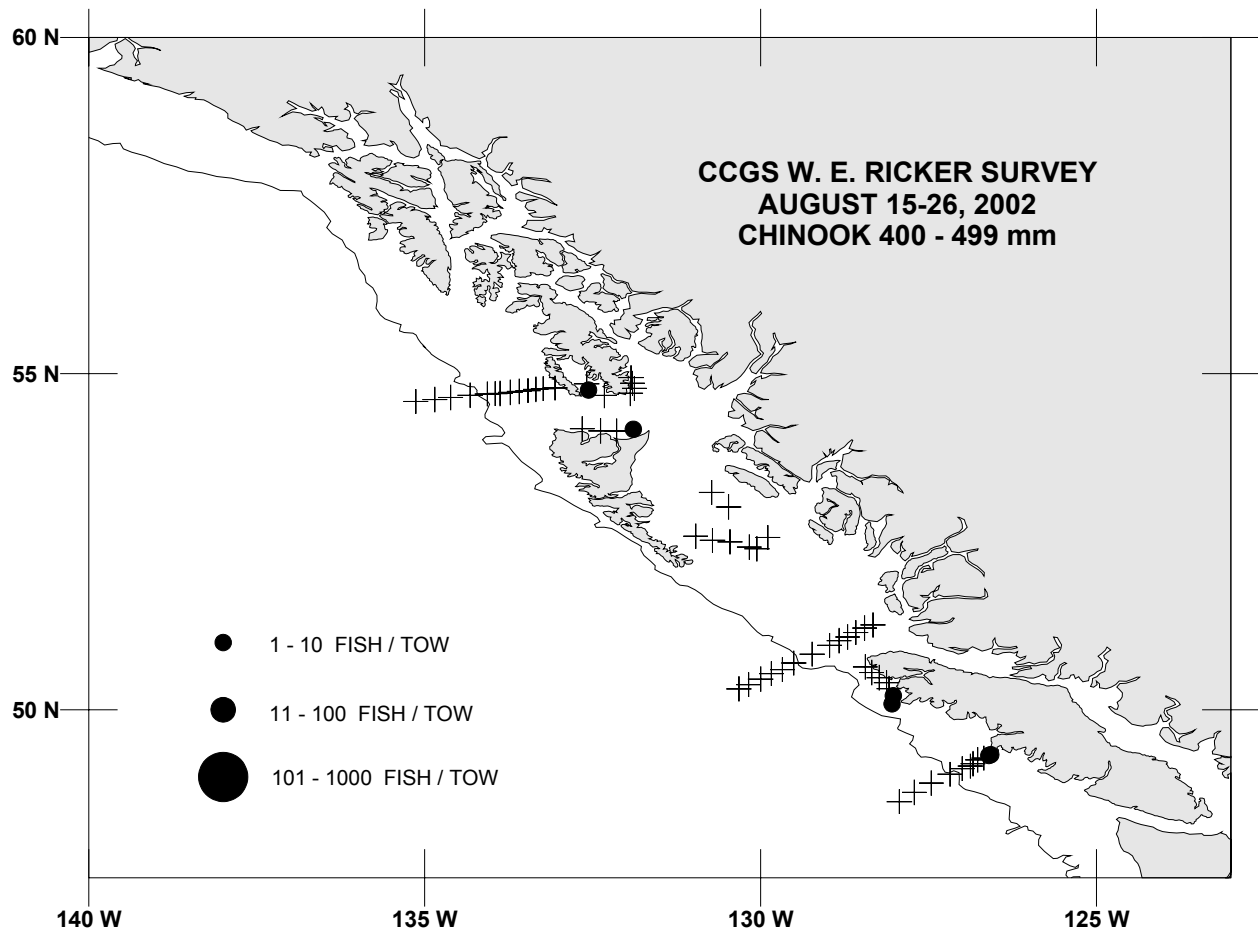 60 N
CCGS W. E. RICKER SURVEY
AUGUST 15-26, 2002
CHINOOK 400 - 499 mm
55 N
1 - 10 FISH / TOW
50 N
11 - 100 FISH / TOW
101 - 1000 FISH / TOW
140 W
135 W
130 W
125 W